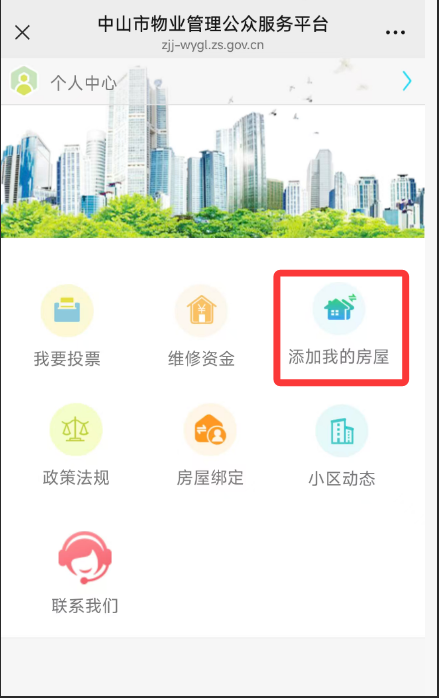 中山市物业管理公众服务平台
zjj-wygl.zs.gov.cn
个人中心
我要投票
维修资金
添加我的房屋
政策法规
房屋绑定
小区动态
联系我们